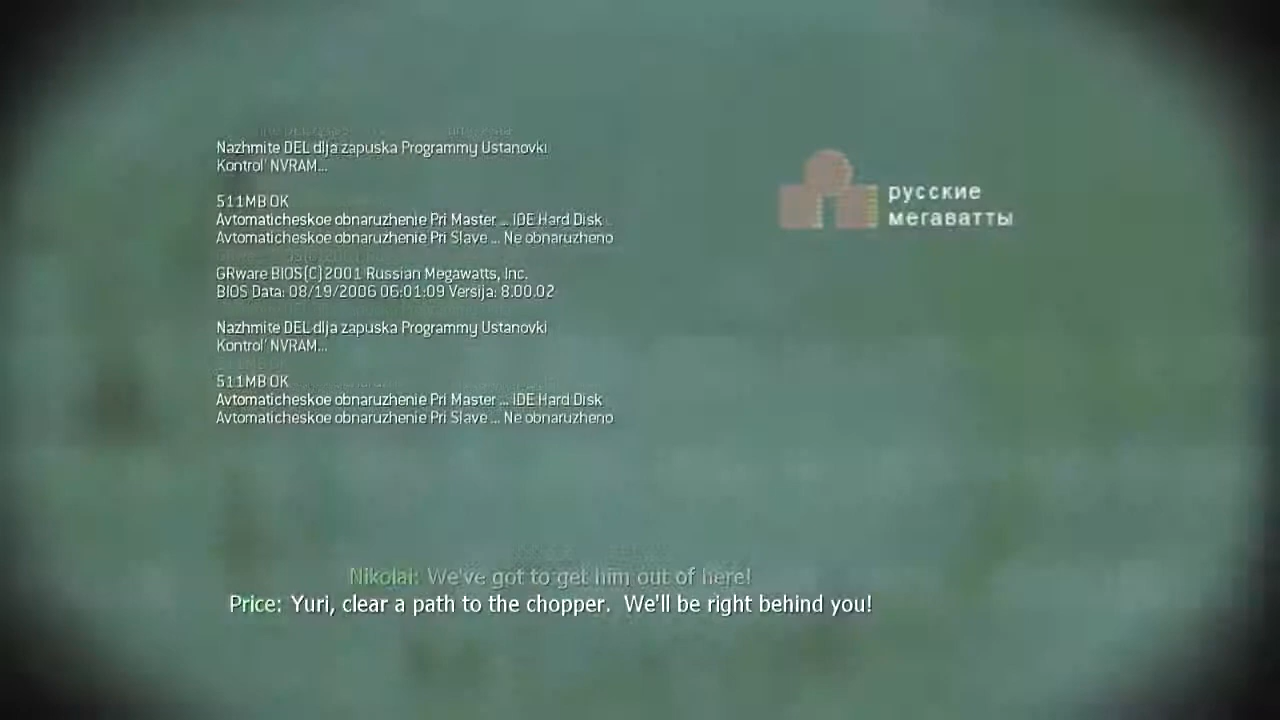 Nazhmite DEL dlja zapuska Programmy Ustanovki
Kontrol' NVRAM...
511MB OK
Avtomaticheskoe obnaruzhenie Pri Master ... IDE Hard Disk
Avtomaticheskoe obnaruzhenie Pri Slave ... Ne obnaruzheno
GRware BIOS(C)2001 Russian Megawatts, Inc.
BIOS Data: 08/19/2006 06:01:09 Versija: 8.00.02
Nazhmite DEL dlja zapuska Programmy Ustanovki
Kontrol' NVRAM...
511MB OK
Avtomaticheskoe obnaruzhenie Pri Master ... IDE Hard Disk
Avtomaticheskoe obnaruzhenie Pri Slave ... Ne obnaruzheno
русские
мегаватты
Nikolai: We've got to get him out of here!
Price: Yuri, clear a path to the chopper. We'll be right behind you!